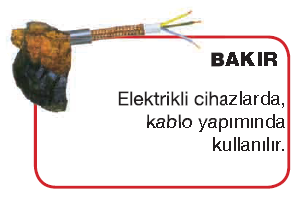 BAKIR
Elektrikli cihazlarda,
kablo yapımında
kullanılır.